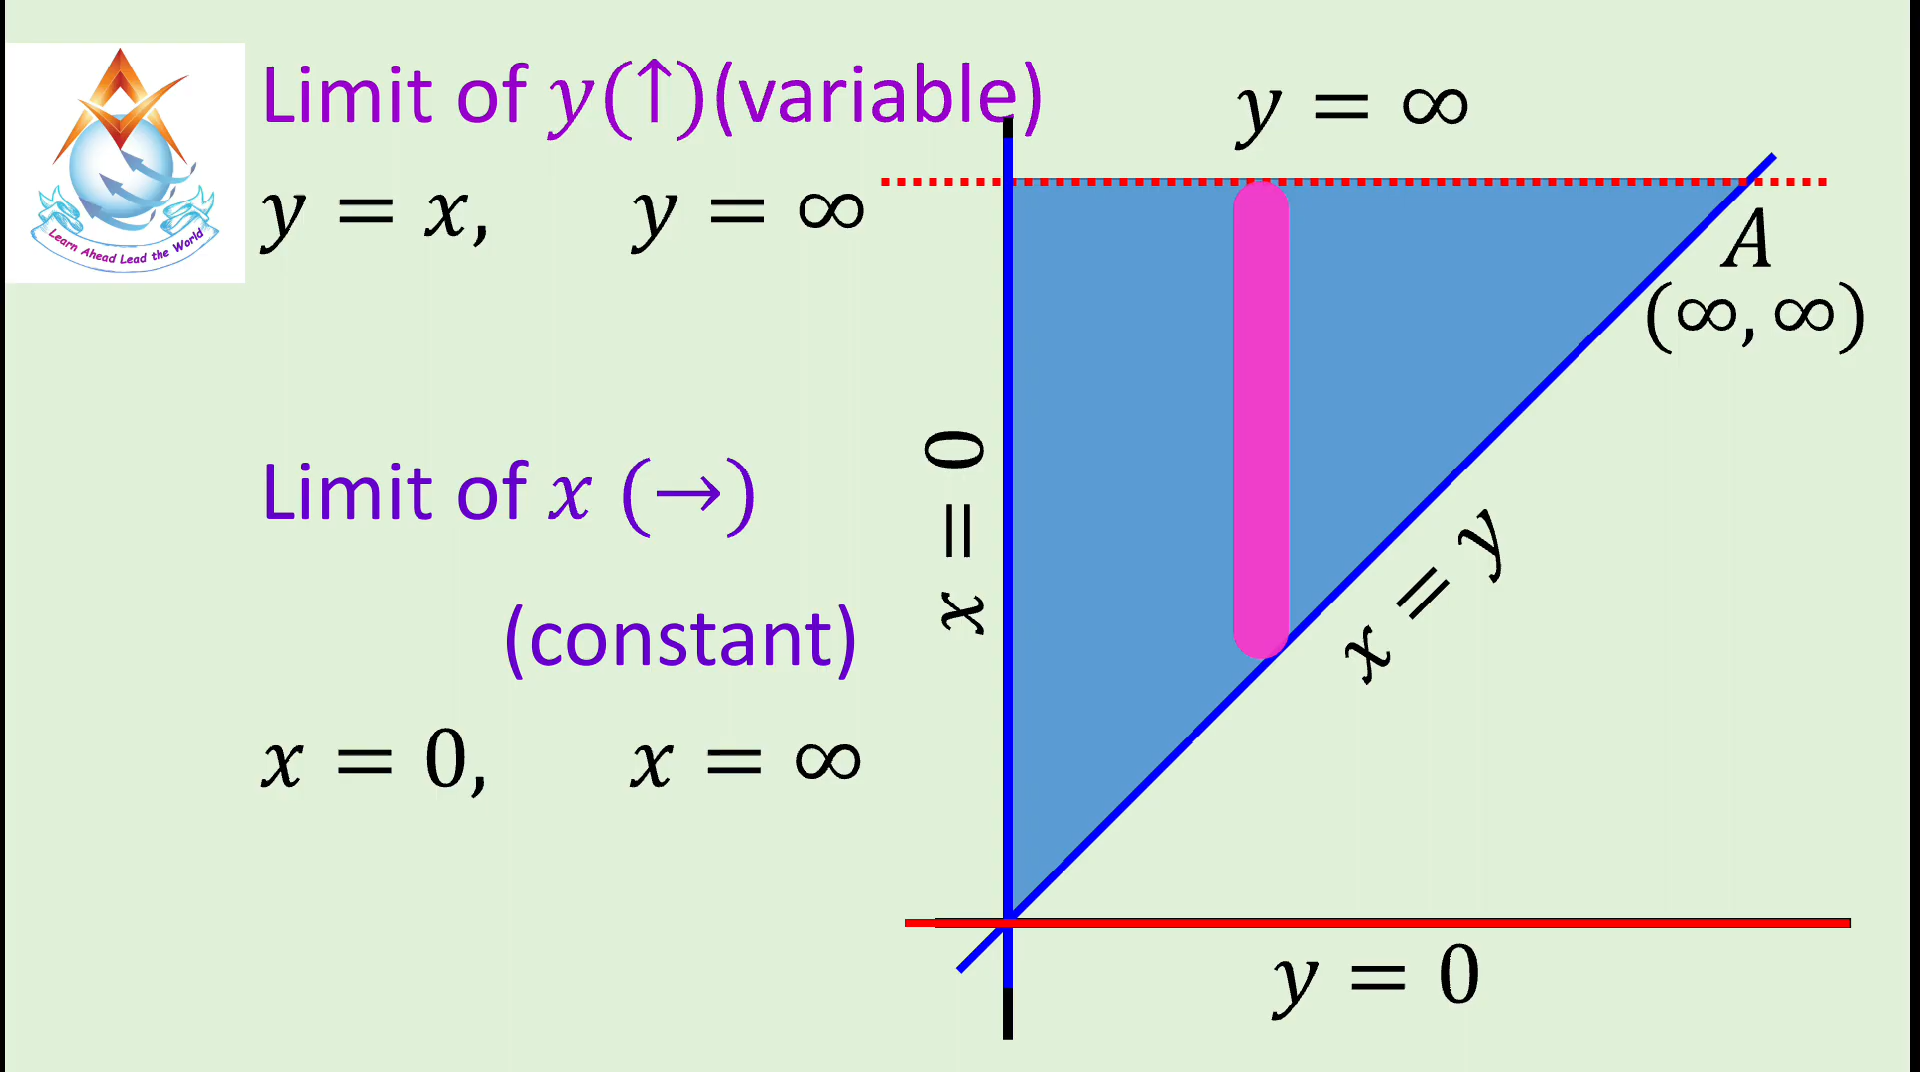 Limit of y(↑)(variable)
y = x, y = ∞
Limit of x (→)
(constant)
x = 0, x = ∞
y = ∞
A
(∞, ∞)
x = 0
x = y
y = 0
Learn Ahead Lead the World